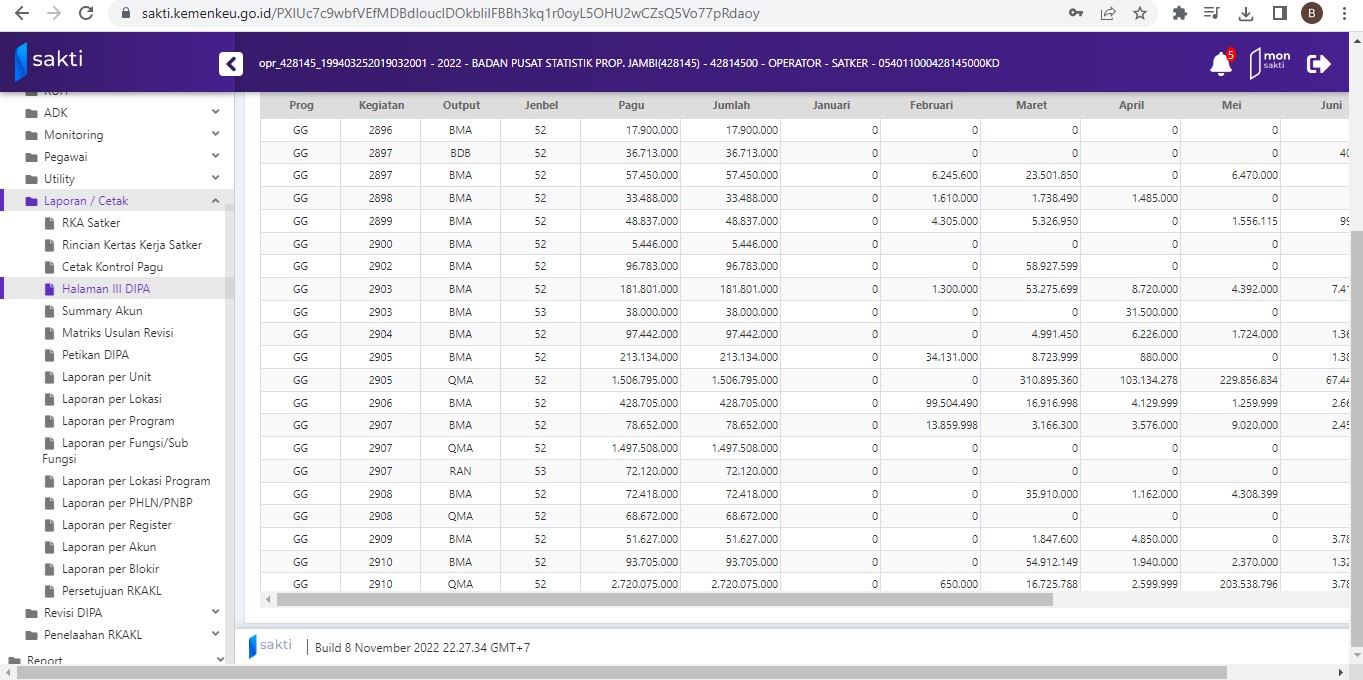 sakti.kemenkeu.go.id/PXIUc7c9wbfVEfMDBdIoucIDOkbIiIFBBh3kq1r0oyL5OHU2wCZsQ5Vo77pRdaoy
B
sakti
opr_428145_199403252019032001 - 2022 - BADAN PUSAT STATISTIK PROP. JAMBI(428145) - 42814500 - OPERATOR - SATKER - 054011000428145000KD
5
mon
sakti
ADK
Monitoring
Pegawai
Utility
Laporan / Cetak
RKA Satker
Rincian Kertas Kerja Satker
Cetak Kontrol Pagu
Halaman III DIPA
Summary Akun
Matriks Usulan Revisi
Petikan DIPA
Laporan per Unit
Laporan per Lokasi
Laporan per Program
Laporan per Fungsi/Sub
Fungsi
Laporan per Lokasi Program
Laporan per PHLN/PNBP
Laporan per Register
Laporan per Akun
Laporan per Blokir
Persetujuan RKAKL
Revisi DIPA
Penelaahan RKAKL
Report
Prog Kegiatan Output Jenbel Pagu Jumlah Januari Februari Maret April Mei Juni
GG 2896 BMA 52 17.900.000 17.900.000 0 0 0 0 0
GG 2897 BDB 52 36.713.000 36.713.000 0 0 0 0 0 40
GG 2897 BMA 52 57.450.000 57.450.000 0 6.245.600 23.501.850 0 6.470.000
GG 2898 BMA 52 33.488.000 33.488.000 0 1.610.000 1.738.490 1.485.000 0
GG 2899 BMA 52 48.837.000 48.837.000 0 4.305.000 5.326.950 0 1.556.115 99
GG 2900 BMA 52 5.446.000 5.446.000 0 0 0 0 0
GG 2902 BMA 52 96.783.000 96.783.000 0 0 58.927.599 0 0
GG 2903 BMA 52 181.801.000 181.801.000 0 1.300.000 53.275.699 8.720.000 4.392.000 7.41
GG 2903 BMA 53 38.000.000 38.000.000 0 0 0 31.500.000 0
GG 2904 BMA 52 97.442.000 97.442.000 0 0 4.991.450 6.226.000 1.724.000 1.36
GG 2905 BMA 52 213.134.000 213.134.000 0 34.131.000 8.723.999 880.000 0 1.38
GG 2905 QMA 52 1.506.795.000 1.506.795.000 0 0 310.895.360 103.134.278 229.856.834 67.44
GG 2906 BMA 52 428.705.000 428.705.000 0 99.504.490 16.916.998 4.129.999 1.259.999 2.66
GG 2907 BMA 52 78.652.000 78.652.000 0 13.859.998 3.166.300 3.576.000 9.020.000 2.45
GG 2907 QMA 52 1.497.508.000 1.497.508.000 0 0 0 0 0
GG 2907 RAN 53 72.120.000 72.120.000 0 0 0 0 0
GG 2908 BMA 52 72.418.000 72.418.000 0 0 35.910.000 1.162.000 4.308.399
GG 2908 QMA 52 68.672.000 68.672.000 0 0 0 0 0
GG 2909 BMA 52 51.627.000 51.627.000 0 0 1.847.600 4.850.000 0 3.78
GG 2910 BMA 52 93.705.000 93.705.000 0 0 54.912.149 1.940.000 2.370.000 1.32
GG 2910 QMA 52 2.720.075.000 2.720.075.000 0 650.000 16.725.788 2.599.999 203.538.796 3.78
sakti
Build 8 November 2022 22.27.34 GMT+7